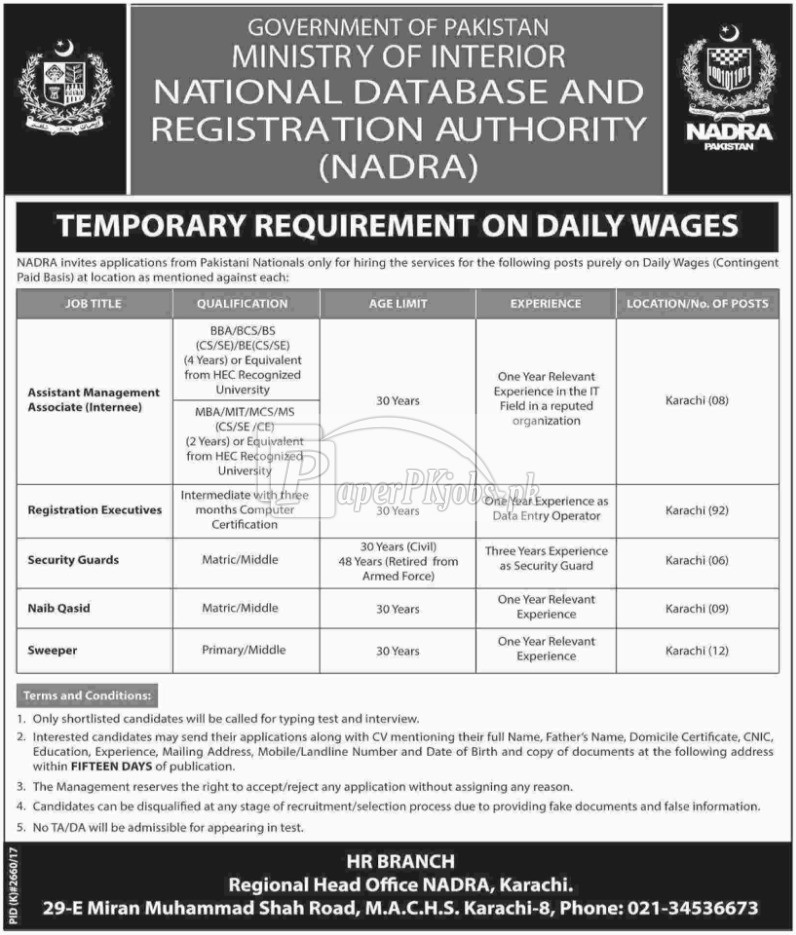 GOVERNMENT OF PAKISTAN
MINISTRY OF INTERIOR
NATIONAL DATABASE AND
REGISTRATION AUTHORITY
(NADRA)
NADRA
PAKISTAN
TEMPORARY REQUIREMENT ON DAILY WAGES
NADRA invites applications from Pakistani Nationals only for hiring the services for the following posts purely on Daily Wages (Contingent
Paid Basis) at location as mentioned against each:
JOB TITLE QUALIFICATION AGE LIMIT EXPERIENCE LOCATION/No. OF POSTS
Assistant Management
Associate (Internee)
BBA/BCS/BS
(CS/SE)/BE(CS/SE)
(4 Years) or Equivalent
from HEC Recognized
University
MBA/MIT/MCS/MS
(CS/SE /CE)
(2 Years) or Equivalent
from HEC Recognized
University
30 Years
One Year Relevant
Experience in the IT
Field in a reputed
organization
Karachi (08)
Registration Executives
Intermediate with three
months Computer
Certification
30 Years
One Year Experience as
Data Entry Operator
Karachi (92)
Security Guards
Matric/Middle
30 Years (Civil)
48 Years (Retired from
Armed Force)
Three Years Experience
as Security Guard
Karachi (06)
Naib Qasid
Matric/Middle
30 Years
One Year Relevant
Experience
Karachi (09)
Sweeper
Primary/Middle
30 Years
One Year Relevant
Experience
Karachi (12)
PaperPKjobs.pk
Terms and Conditions:
1. Only shortlisted candidates will be called for typing test and interview.
2. Interested candidates may send their applications along with CV mentioning their full Name, Father's Name, Domicile Certificate, CNIC,
Education, Experience, Mailing Address, Mobile/Landline Number and Date of Birth and copy of documents at the following address
within FIFTEEN DAYS of publication.
3. The Management reserves the right to accept/reject any application without assigning any reason.
4. Candidates can be disqualified at any stage of recruitment/selection process due to providing fake documents and false information.
5. No TA/DA will be admissible for appearing in test.
PID (K)#2660/17
HR BRANCH
Regional Head Office NADRA, Karachi.
29-E Miran Muhammad Shah Road, M.A.C.H.S. Karachi-8, Phone: 021-34536673